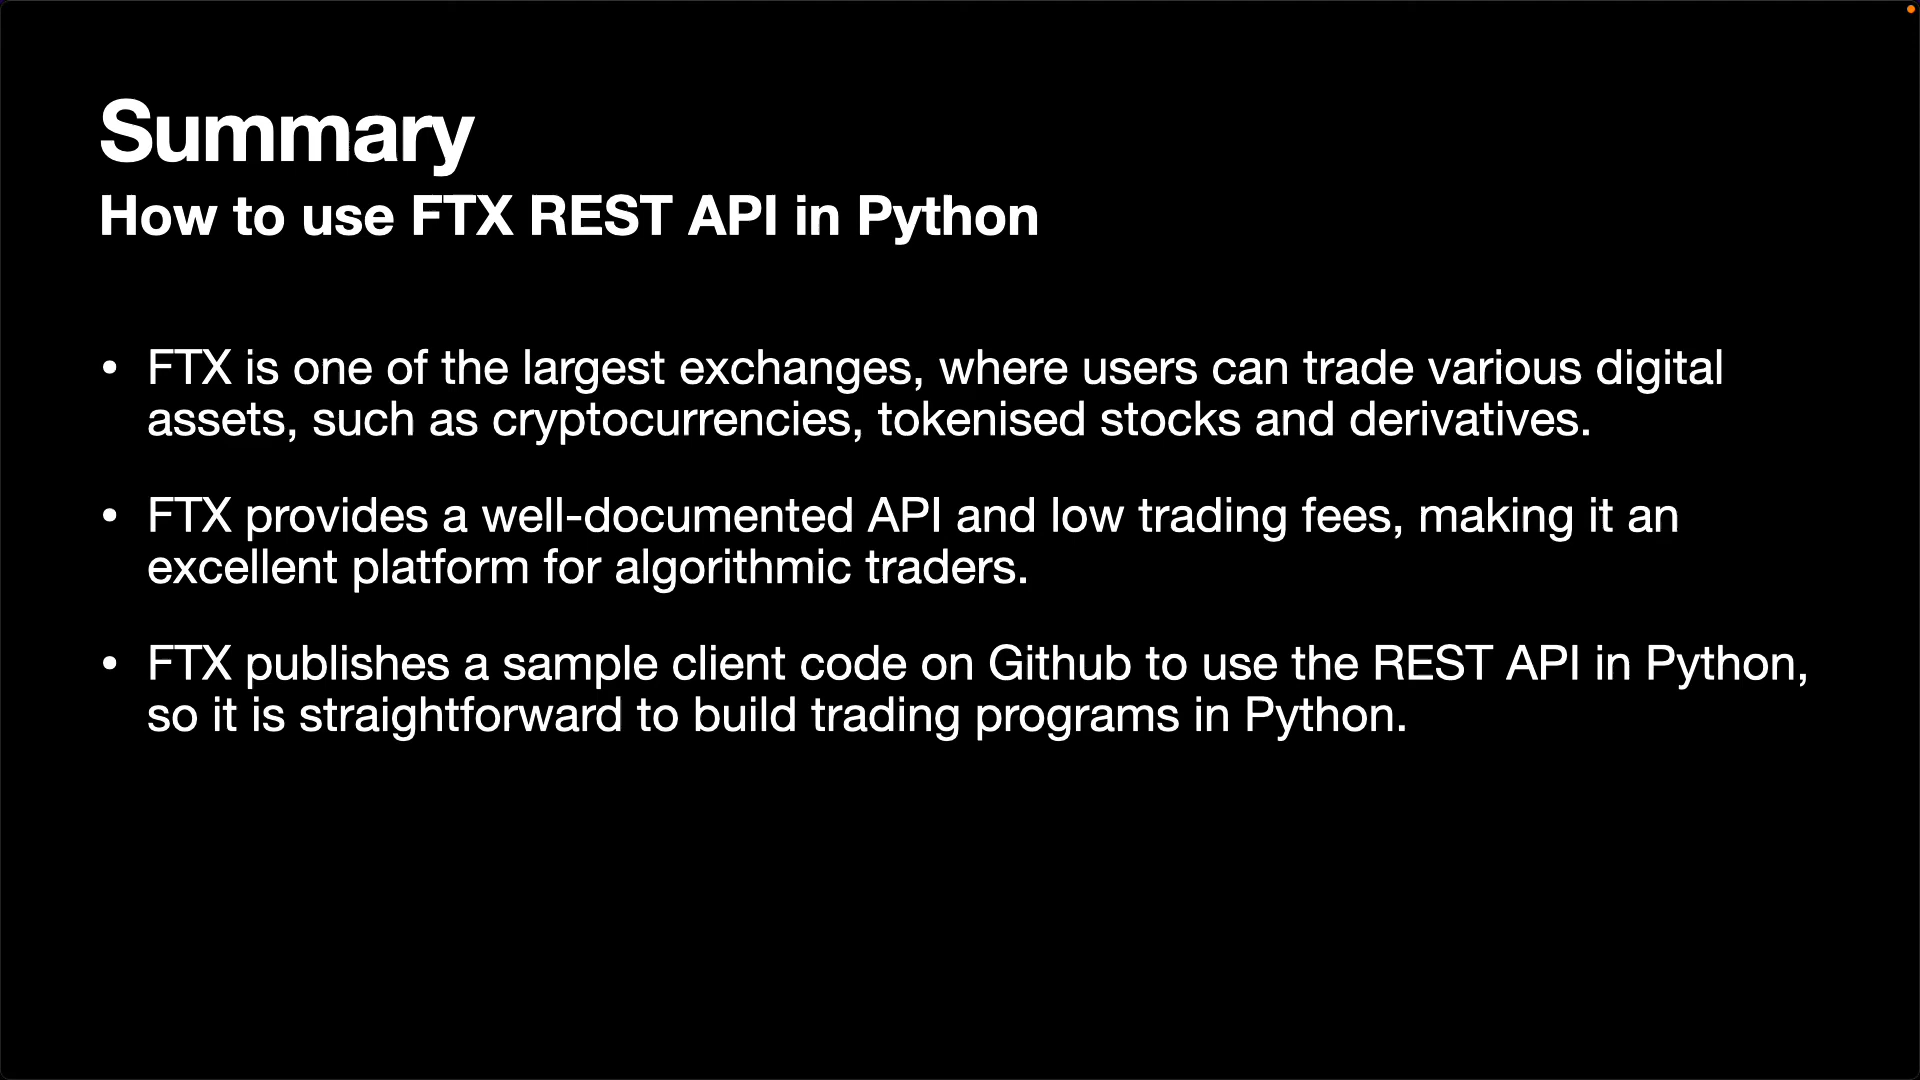 Summary
How to use FTX REST API in Python
• FTX is one of the largest exchanges, where users can trade various digital
assets, such as cryptocurrencies, tokenised stocks and derivatives.
• FTX provides a well-documented API and low trading fees, making it an
excellent platform for algorithmic traders.
• FTX publishes a sample client code on Github to use the REST API in Python,
so it is straightforward to build trading programs in Python.